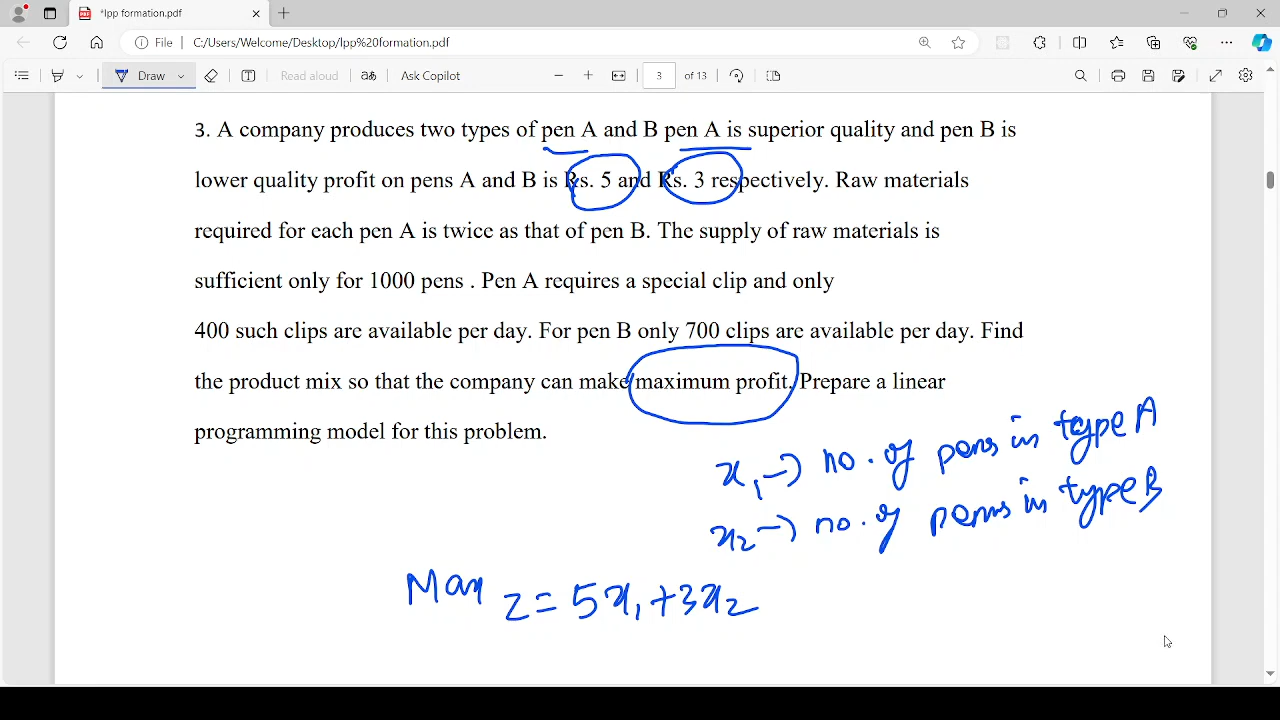 *lpp formation.pdf
File C:/Users/Welcome/Desktop/lpp%20formation.pdf
Draw Read aloud Ask Copilot 3 of 13
3. A company produces two types of pen A and B pen A is superior quality and pen B is
lower quality profit on pens A and B is Rs. 5 and Rs. 3 respectively. Raw materials
required for each pen A is twice as that of pen B. The supply of raw materials is
sufficient only for 1000 pens . Pen A requires a special clip and only
400 such clips are available per day. For pen B only 700 clips are available per day. Find
the product mix so that the company can make maximum profit. Prepare a linear
programming model for this problem.
x₁ → no. of pens in type A
x₂ → no. of pens in type B
Max z = 5x₁ + 3x₂